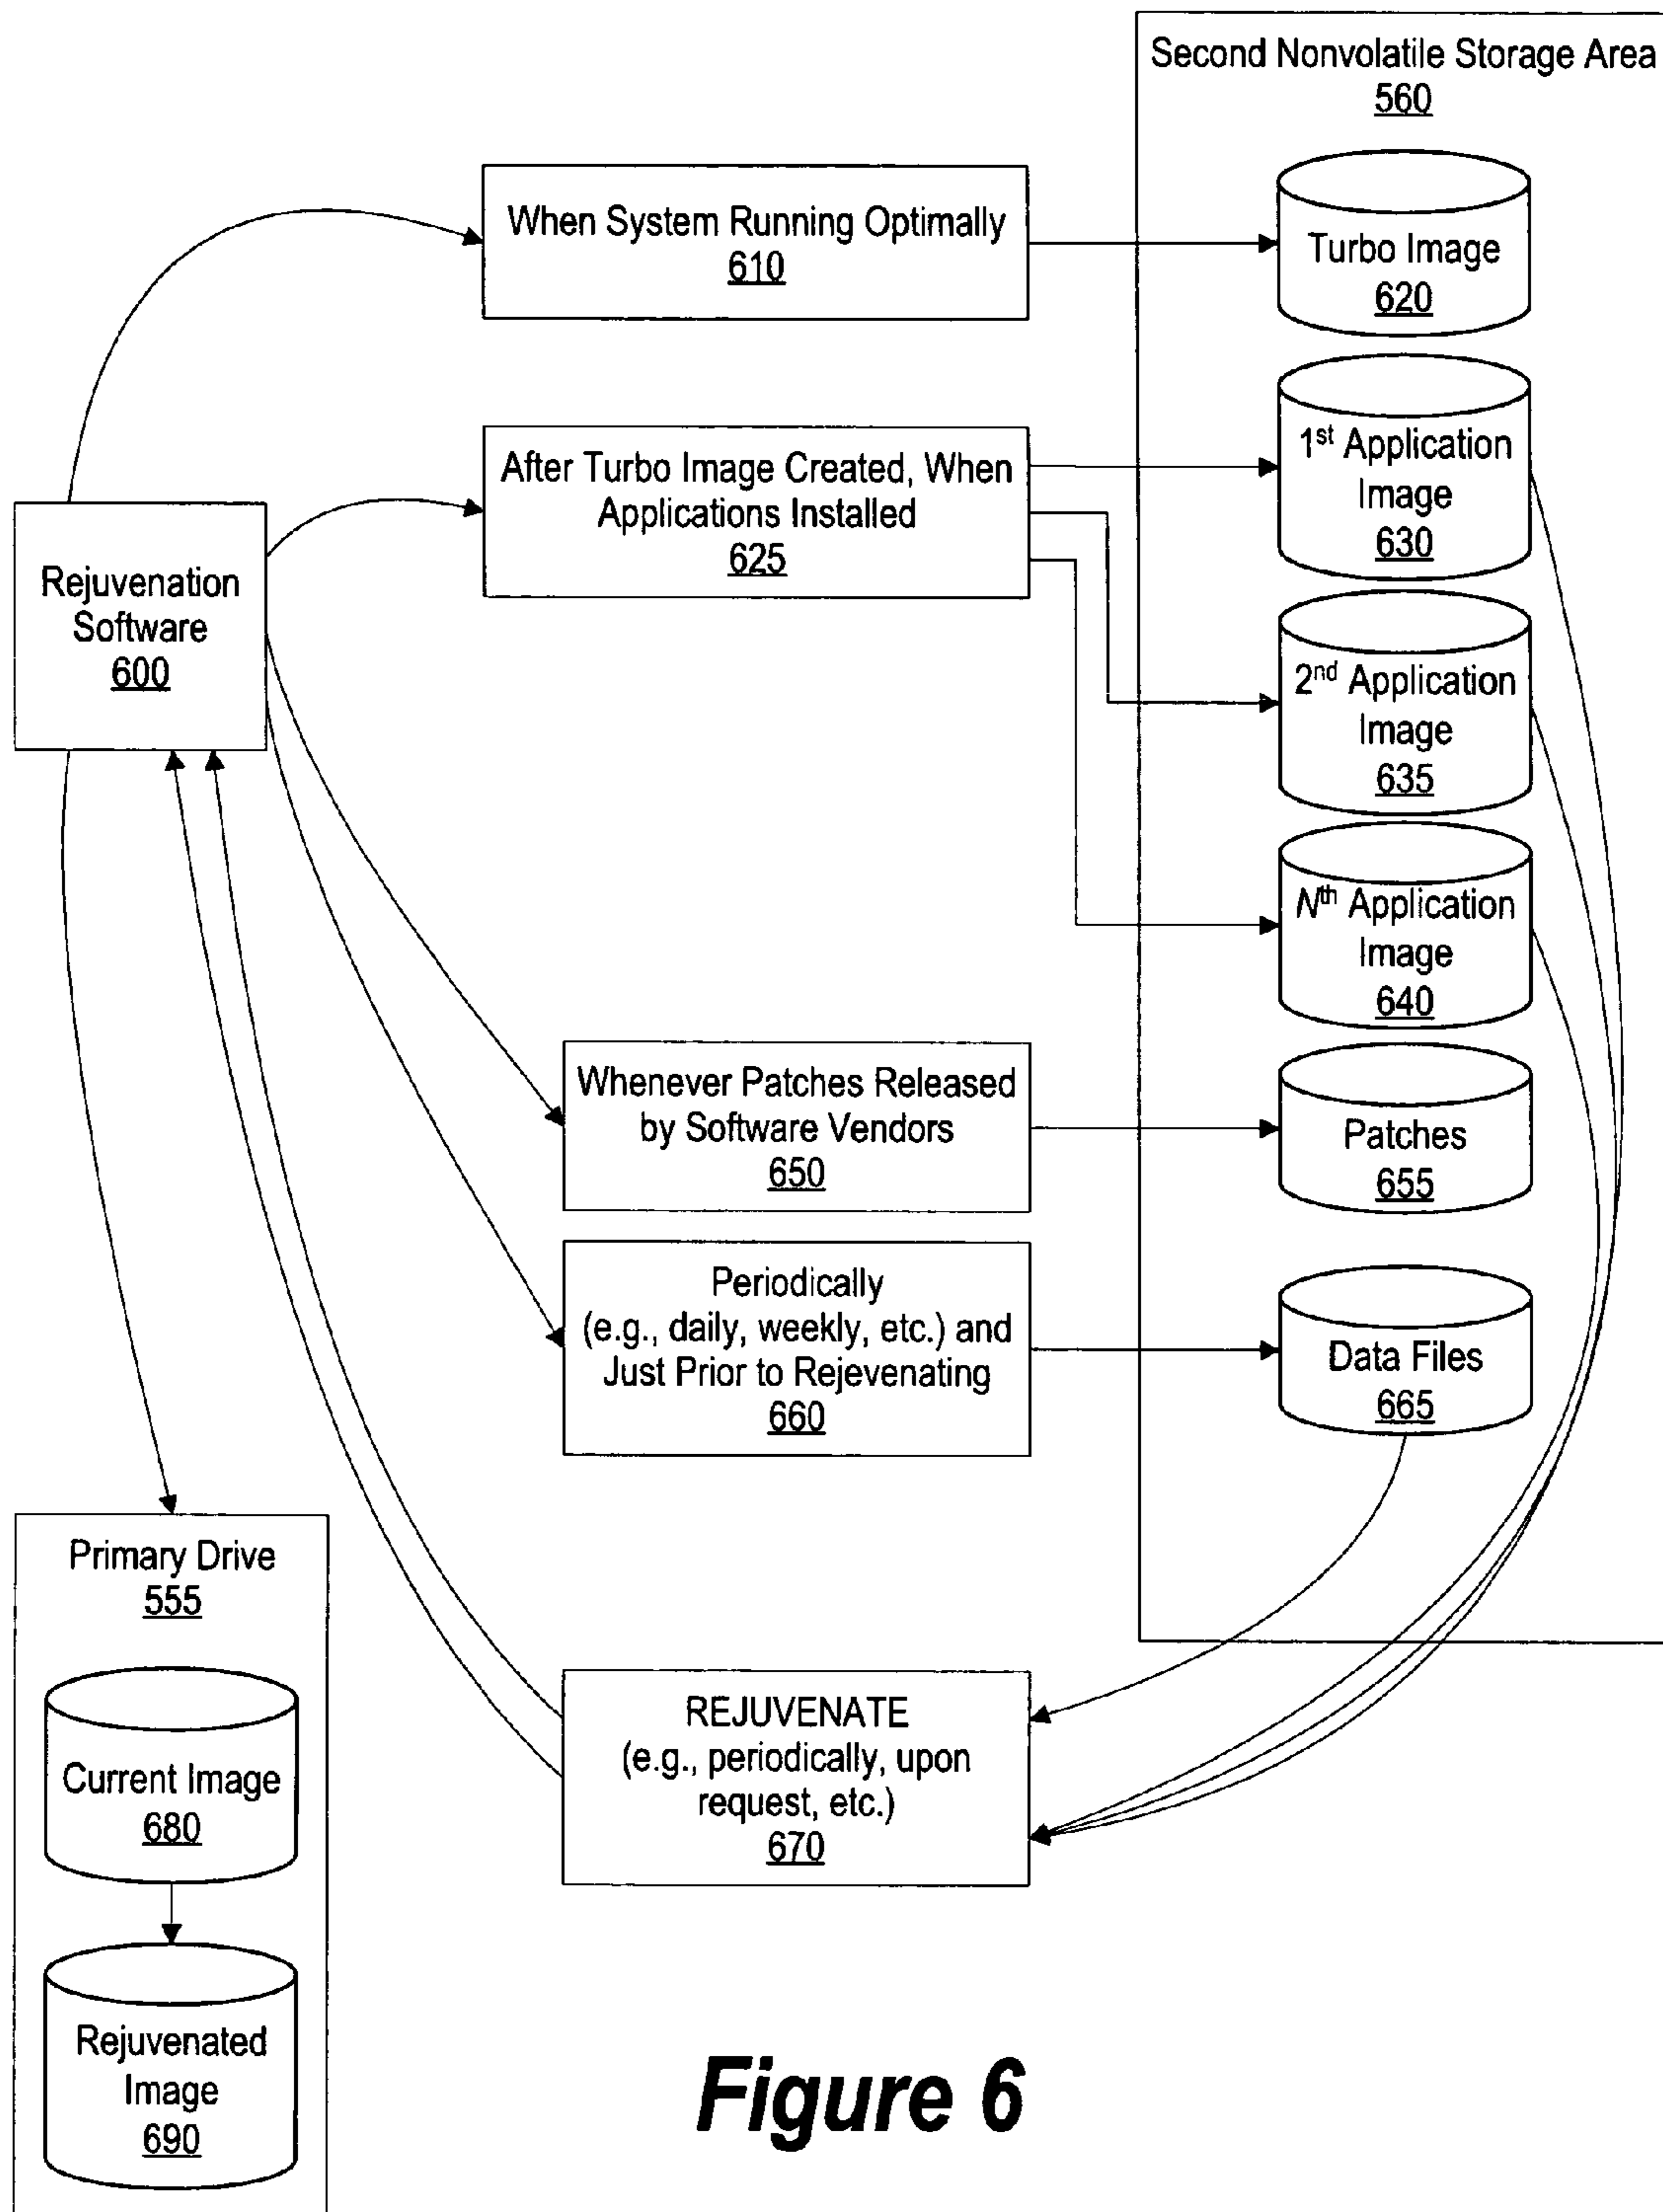 Second Nonvolatile Storage Area
560
When System Running Optimally
610
Turbo Image
620
After Turbo Image Created, When
Applications Installed
625
1st Application
Image
630
Rejuvenation
Software
600
2nd Application
Image
635
Nth Application
Image
640
Whenever Patches Released
by Software Vendors
650
Patches
655
Periodically
(e.g., daily, weekly, etc.) and
Just Prior to Rejevenating
660
Data Files
665
Primary Drive
555
REJUVENATE
(e.g., periodically, upon
request, etc.)
670
Current Image
680
Rejuvenated
Image
690
Figure 6